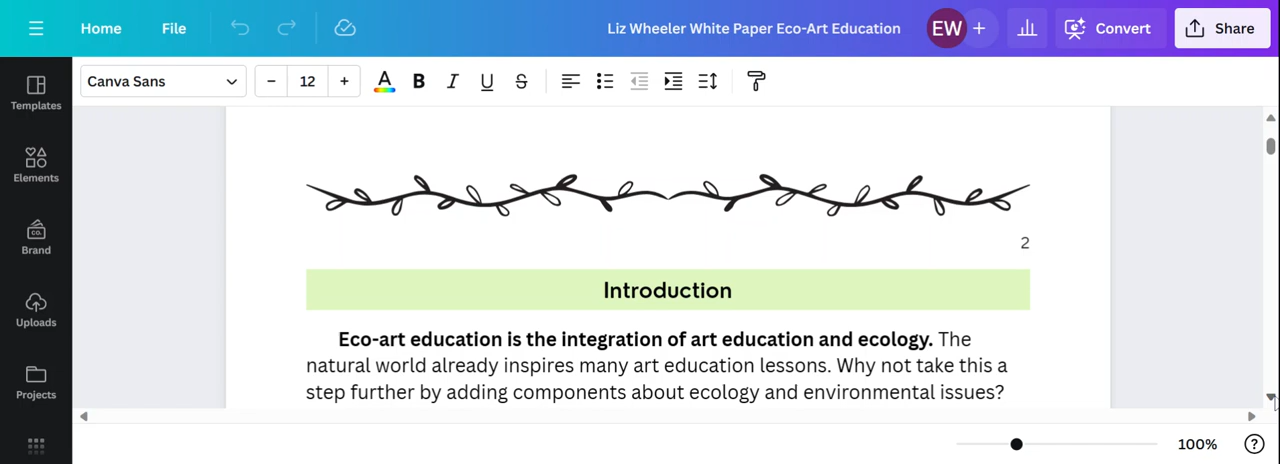 Home File Liz Wheeler White Paper Eco-Art Education EW + Convert Share
Canva Sans − 12 + A B I U S
Templates
Elements
CO.
Brand
Uploads
Projects
2
Introduction
Eco-art education is the integration of art education and ecology. The
natural world already inspires many art education lessons. Why not take this a
step further by adding components about ecology and environmental issues?
100% ?